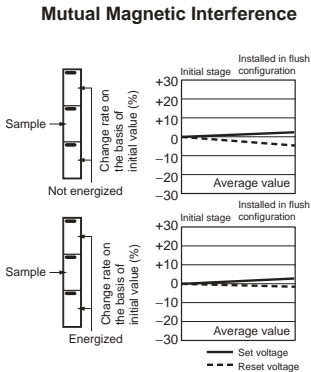 Mutual Magnetic Interference
Sample
Not energized
Change rate on
the basis of
initial value (%)
Initial stage
Installed in flush
configuration
+30
+20
+10
0
−10
−20
−30
Average value
Sample
Energized
Change rate on
the basis of
initial value (%)
Initial stage
Installed in flush
configuration
+30
+20
+10
0
−10
−20
−30
Average value
Set voltage
Reset voltage